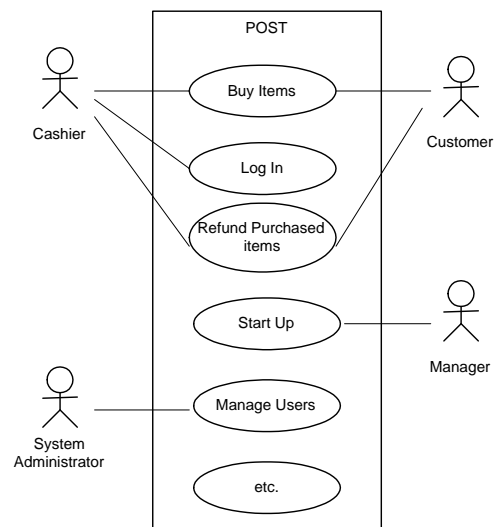 POST
Buy Items
Cashier
Customer
Log In
Refund Purchased
items
Start Up
Manager
Manage Users
System
Administrator
etc.